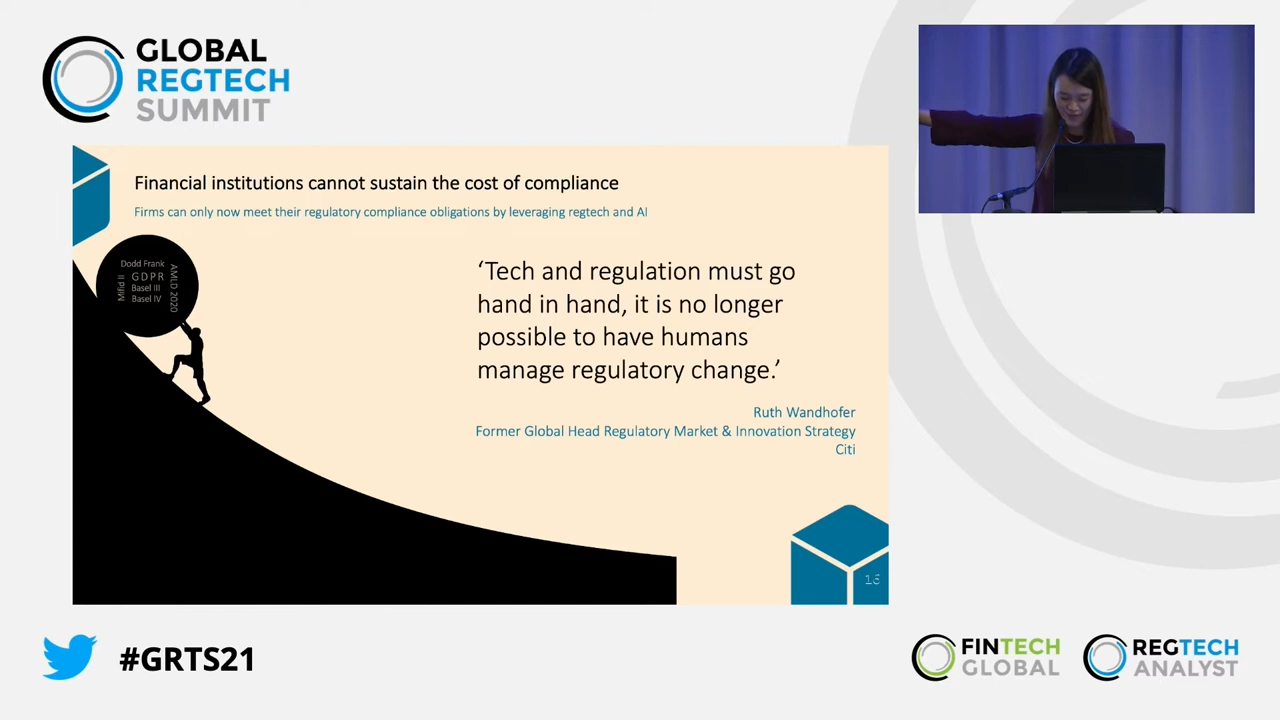 GLOBAL
REGTECH
SUMMIT
Financial institutions cannot sustain the cost of compliance
Firms can only now meet their regulatory compliance obligations by leveraging regtech and AI
Dodd Frank
GDPR
Basel III
Basel IV
Mifid II
AMLD 2020
‘Tech and regulation must go
hand in hand, it is no longer
possible to have humans
manage regulatory change.’
Ruth Wandhofer
Former Global Head Regulatory Market & Innovation Strategy
Citi
16
#GRTS21
FINTECH
GLOBAL
REGTECH
ANALYST